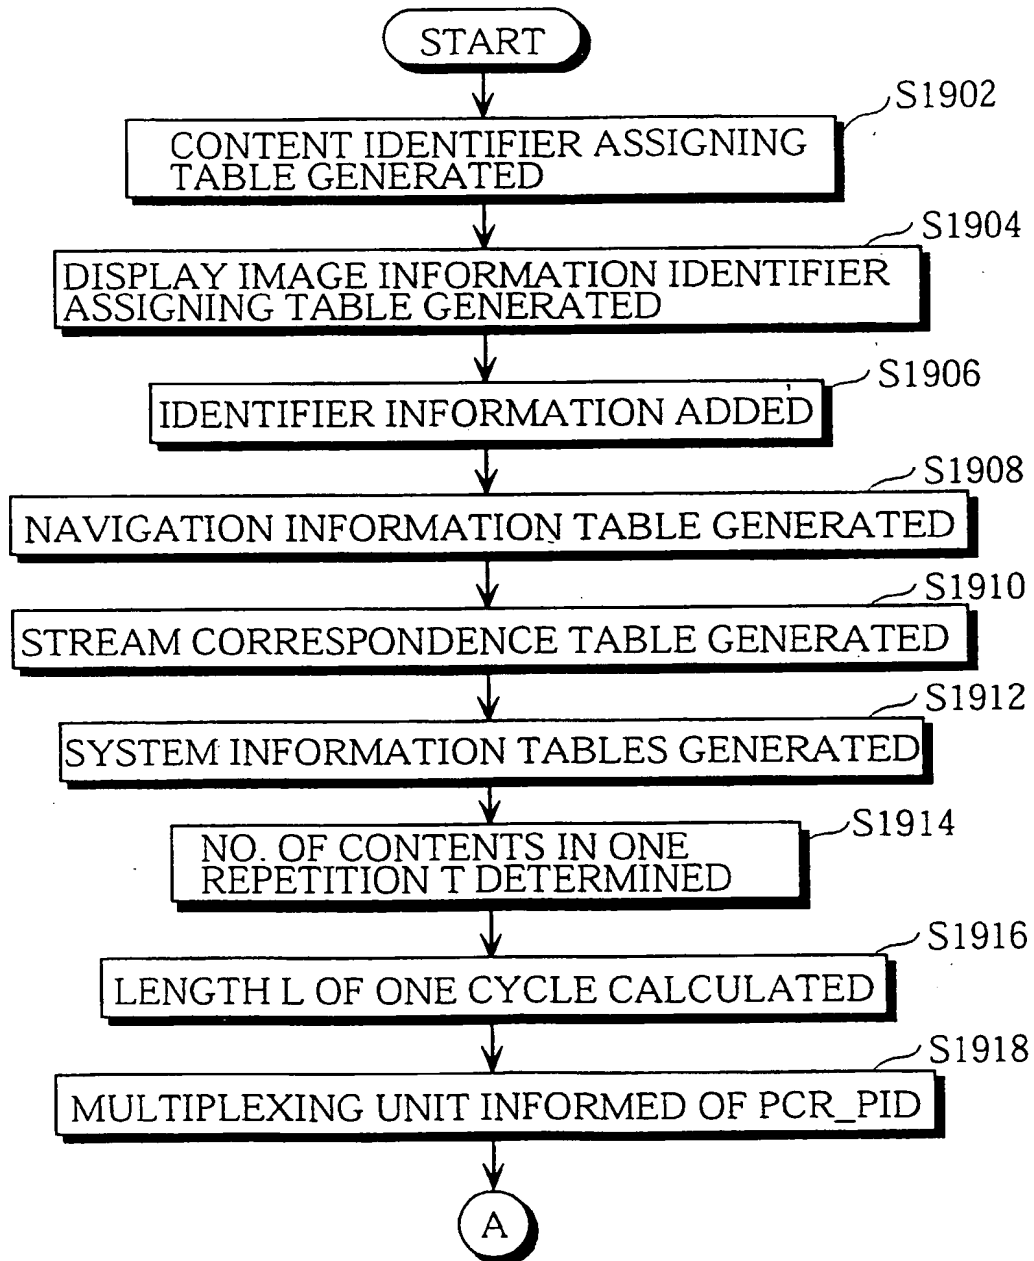 START
S1902
CONTENT IDENTIFIER ASSIGNING
TABLE GENERATED
S1904
DISPLAY IMAGE INFORMATION IDENTIFIER
ASSIGNING TABLE GENERATED
S1906
IDENTIFIER INFORMATION ADDED
S1908
NAVIGATION INFORMATION TABLE GENERATED
S1910
STREAM CORRESPONDENCE TABLE GENERATED
S1912
SYSTEM INFORMATION TABLES GENERATED
S1914
NO. OF CONTENTS IN ONE
REPETITION T DETERMINED
S1916
LENGTH L OF ONE CYCLE CALCULATED
S1918
MULTIPLEXING UNIT INFORMED OF PCR_PID
A